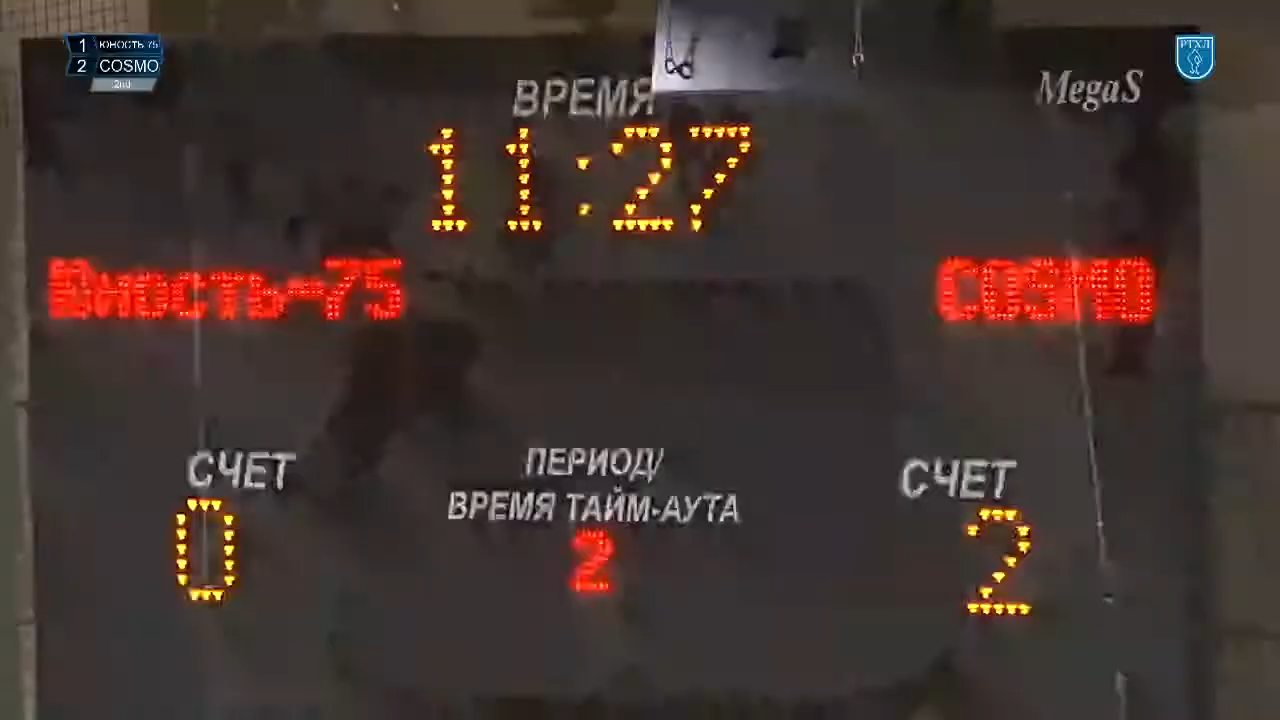 1 ЮНОСТЬ 75
2 COSMO
2nd
РТХЛ
MegaS
ВРЕМЯ
11:27
Юность-75
COSMO
СЧЕТ
0
ПЕРИОД/
ВРЕМЯ ТАЙМ-АУТА
2
СЧЕТ
2